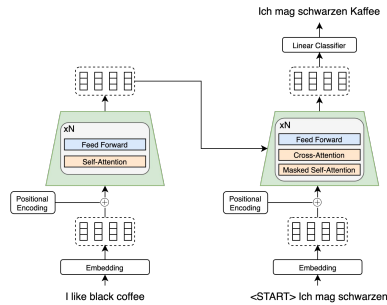 Ich mag schwarzen Kaffee
Linear Classifier
xN
Feed Forward
Self-Attention
Positional
Encoding
Embedding
I like black coffee
xN
Feed Forward
Cross-Attention
Masked Self-Attention
Positional
Encoding
Embedding
<START> Ich mag schwarzen